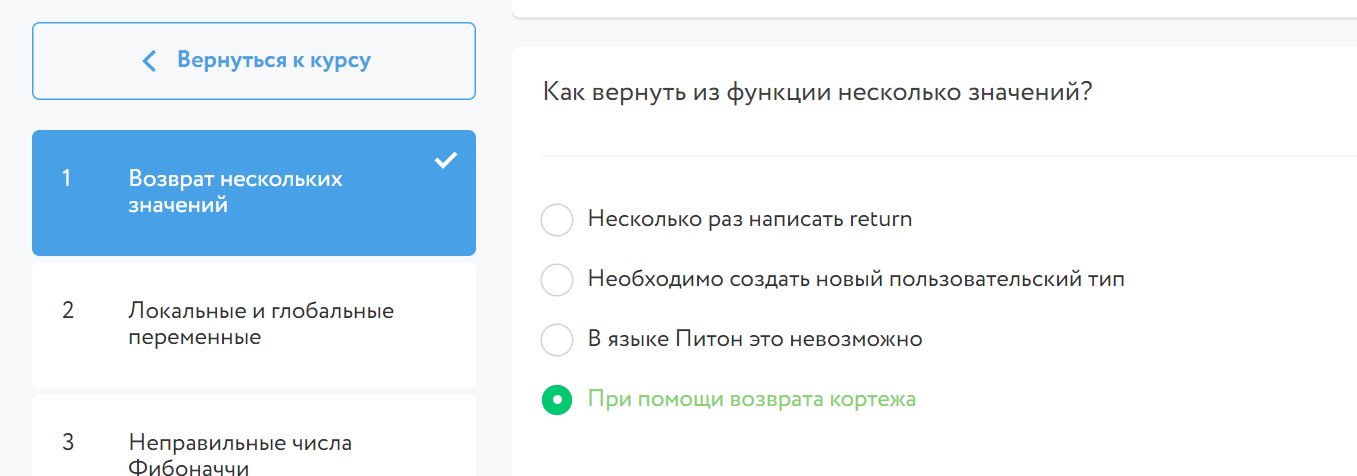 Вернуться к курсу
1
Возврат нескольких
значений
2
Локальные и глобальные
переменные
3
Неправильные числа
Фибоначчи
Как вернуть из функции несколько значений?
Несколько раз написать return
Необходимо создать новый пользовательский тип
В языке Питон это невозможно
При помощи возврата кортежа